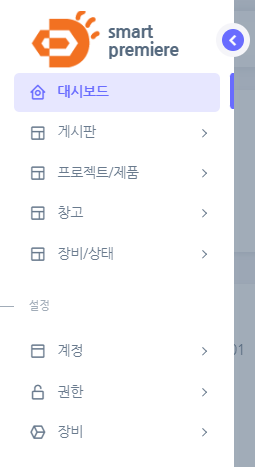 smart
premiere
대시보드
게시판
프로젝트/제품
창고
장비/상태
설정
계정
01
권한
장비